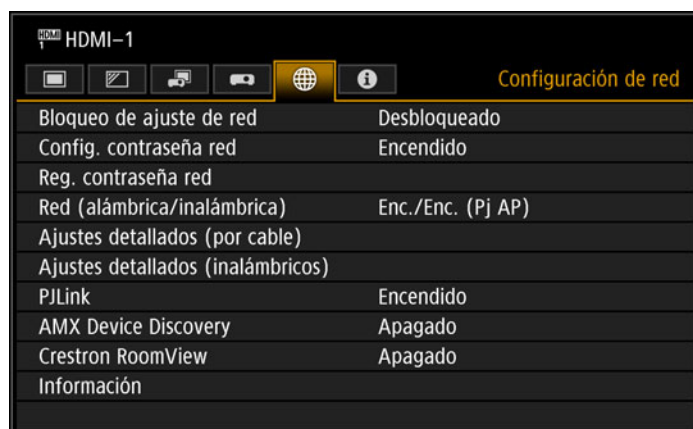 HDMI 1 HDMI-1
Configuración de red
Bloqueo de ajuste de red Desbloqueado
Config. contraseña red Encendido
Reg. contraseña red
Red (alámbrica/inalámbrica) Enc./Enc. (Pj AP)
Ajustes detallados (por cable)
Ajustes detallados (inalámbricos)
PJLink Encendido
AMX Device Discovery Apagado
Crestron RoomView Apagado
Información